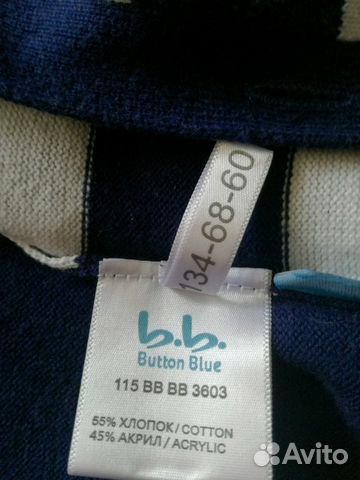 134-68-60
b.b.
Button Blue
115 BB BB 3603
55% ХЛОПОК/COTTON
45% АКРИЛ/ACRYLIC
Avito